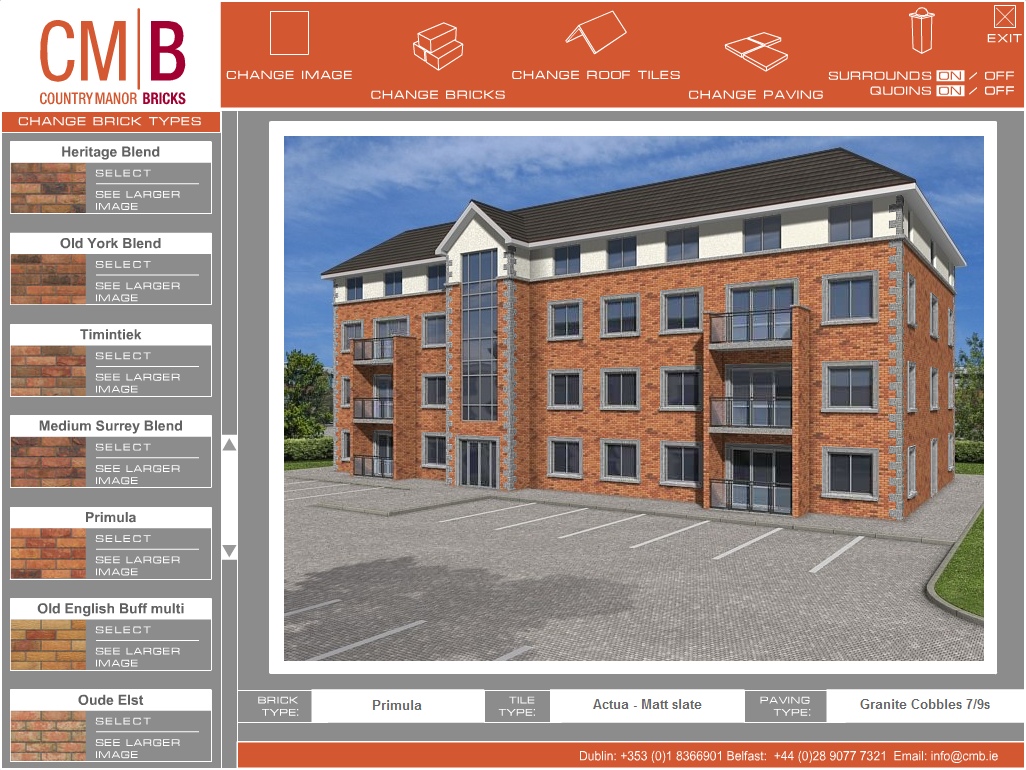 CM|B
COUNTRY MANOR BRICKS
CHANGE IMAGE
CHANGE BRICKS
CHANGE ROOF TILES
CHANGE PAVING
EXIT
SURROUNDS ON / OFF
QUOINS ON / OFF
CHANGE BRICK TYPES
Heritage Blend
SELECT
SEE LARGER
IMAGE
Old York Blend
SELECT
SEE LARGER
IMAGE
Timintiek
SELECT
SEE LARGER
IMAGE
Medium Surrey Blend
SELECT
SEE LARGER
IMAGE
Primula
SELECT
SEE LARGER
IMAGE
Old English Buff multi
SELECT
SEE LARGER
IMAGE
Oude Elst
SELECT
SEE LARGER
IMAGE
BRICK
TYPE:
Primula
TILE
TYPE:
Actua - Matt slate
PAVING
TYPE:
Granite Cobbles 7/9s
Dublin: +353 (0)1 8366901 Belfast: +44 (0)28 9077 7321 Email: info@cmb.ie